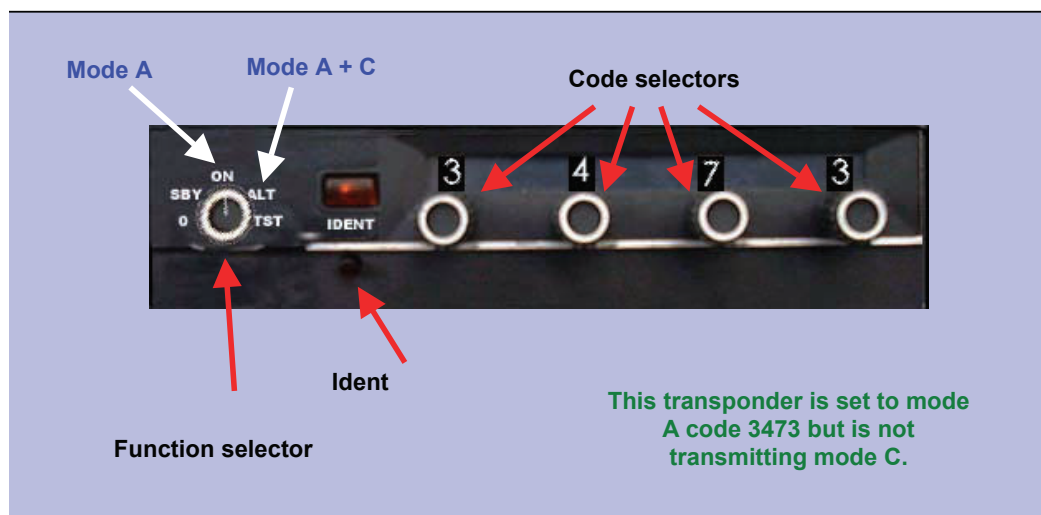 Mode A
Mode A + C
Code selectors
3 4 7 3
ON
SBY ALT
0 TST
IDENT
Ident
Function selector
This transponder is set to mode
A code 3473 but is not
transmitting mode C.